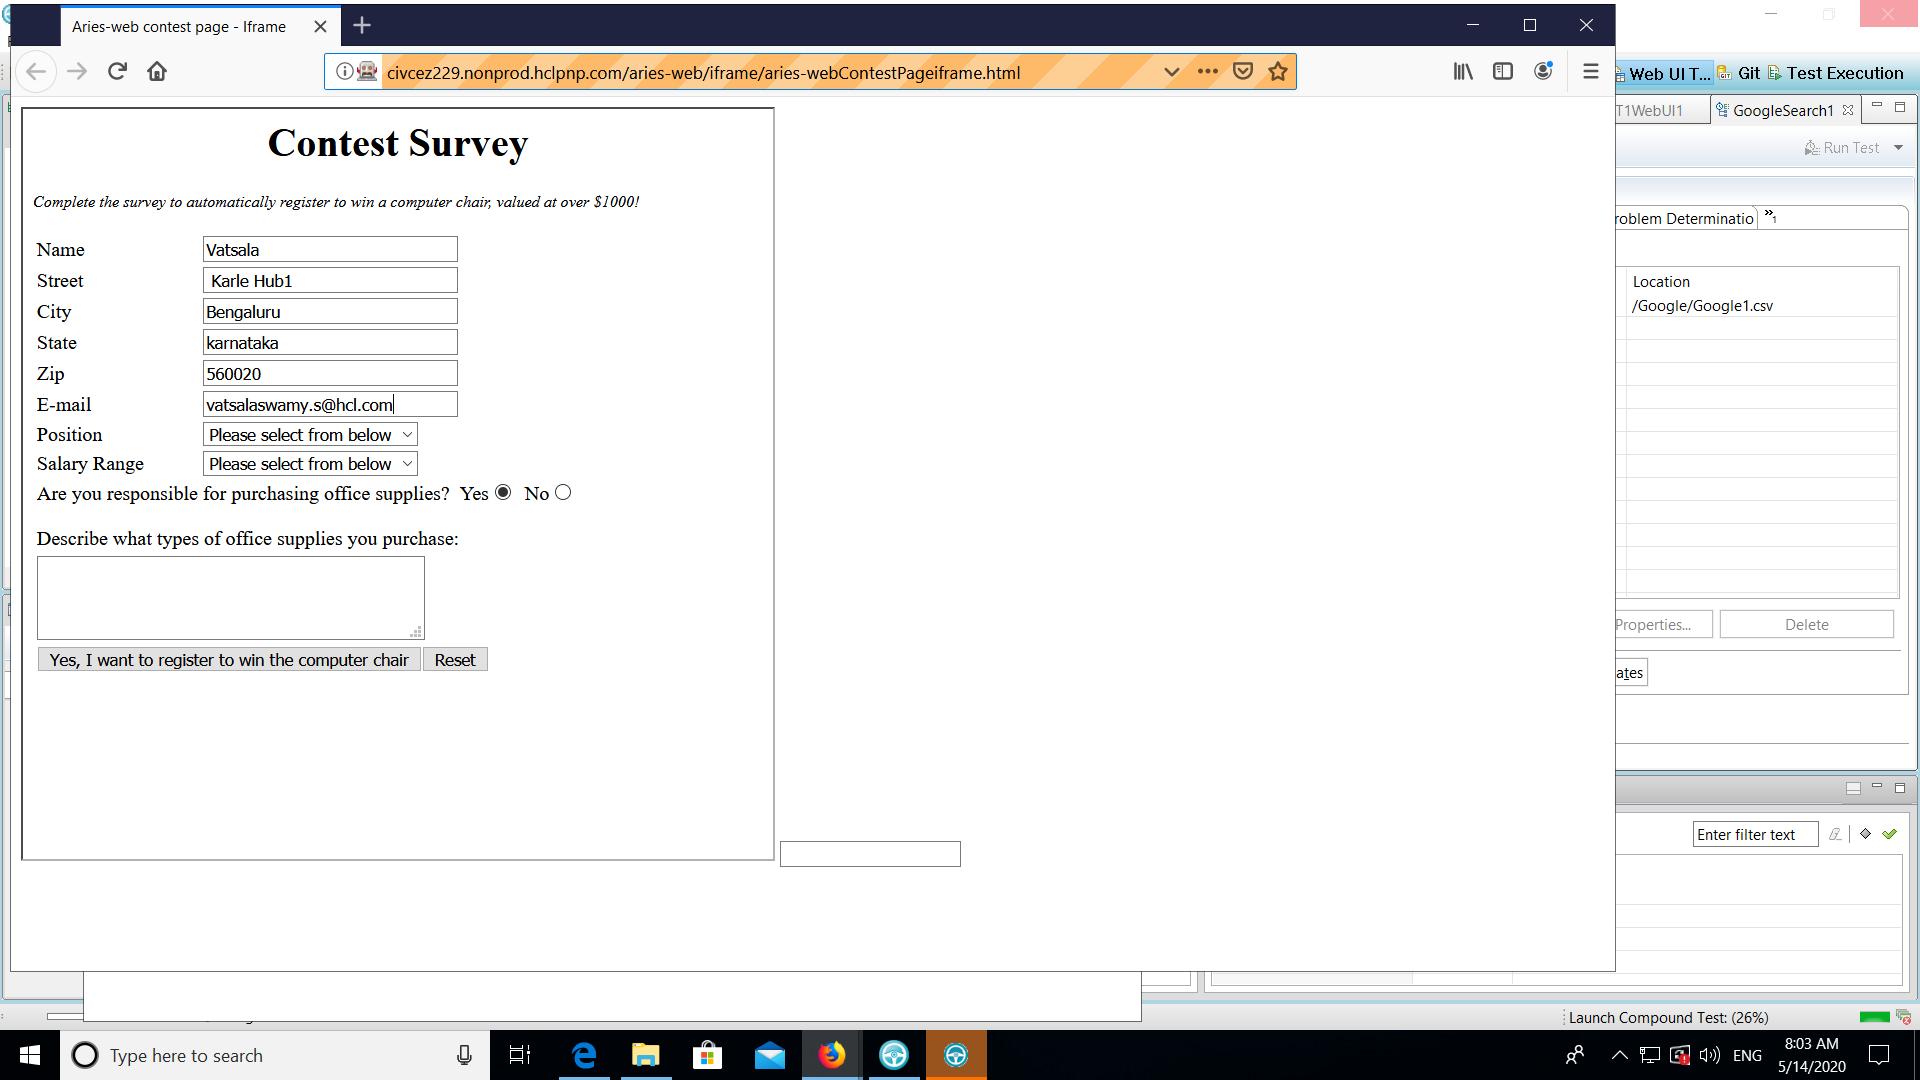 Aries-web contest page - Iframe
civcez229.nonprod.hclpnp.com/aries-web/iframe/aries-webContestPageiframe.html
Web UI T... Git Test Execution
T1WebUI1 GoogleSearch1
Run Test
Contest Survey
Complete the survey to automatically register to win a computer chair, valued at over $1000!
roblem Determinatio »1
Name Vatsala
Street Karle Hub1
City Bengaluru
State karnataka
Zip 560020
E-mail vatsalaswamy.s@hcl.com
Position Please select from below
Salary Range Please select from below
Are you responsible for purchasing office supplies? Yes No
Describe what types of office supplies you purchase:
Yes, I want to register to win the computer chair Reset
Location
/Google/Google1.csv
Properties... Delete
ates
Enter filter text
Launch Compound Test: (26%)
Type here to search
ENG
8:03 AM
5/14/2020